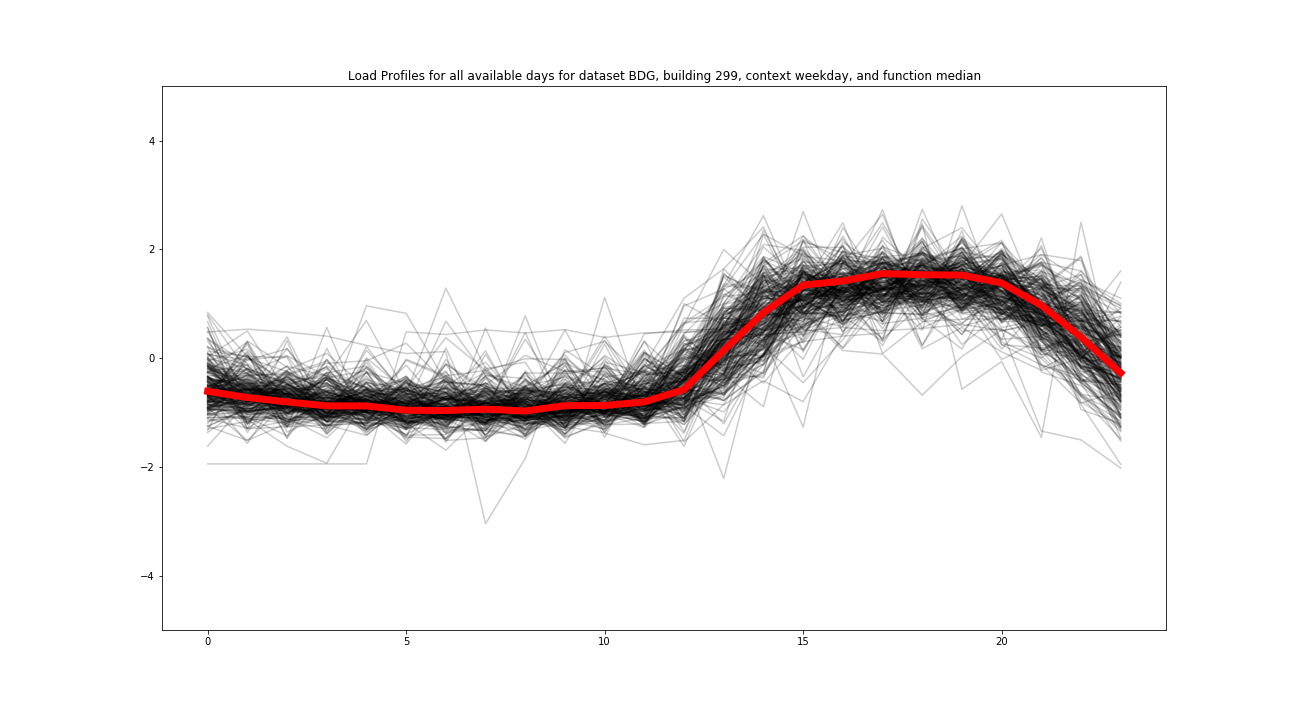 Load Profiles for all available days for dataset BDG, building 299, context weekday, and function median
4
2
0
−2
−4
0 5 10 15 20